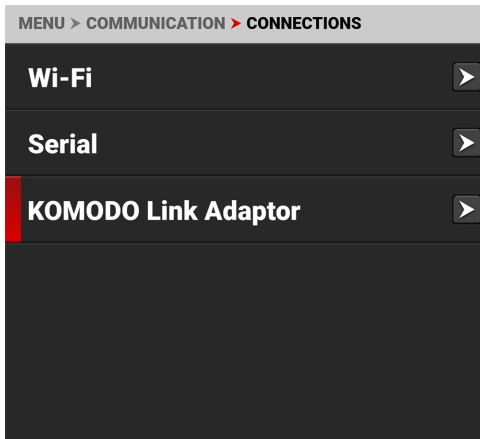 MENU > COMMUNICATION > CONNECTIONS
Wi-Fi
Serial
KOMODO Link Adaptor